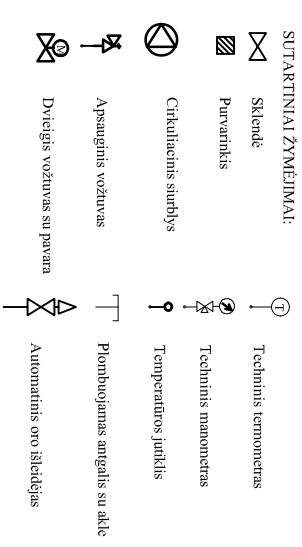 SUTARTINIAI ŽYMĖJIMAI:
Sklendė
Purvarinkis
Cirkuliacinis siurblys
Apsauginis vožtuvas
M
Dvieigis vožtuvas su pavara
T
Techninis termometras
Techninis manometras
Temperatūros jutiklis
Plombuojamas antgalis su akle
Automatinis oro išleidėjas